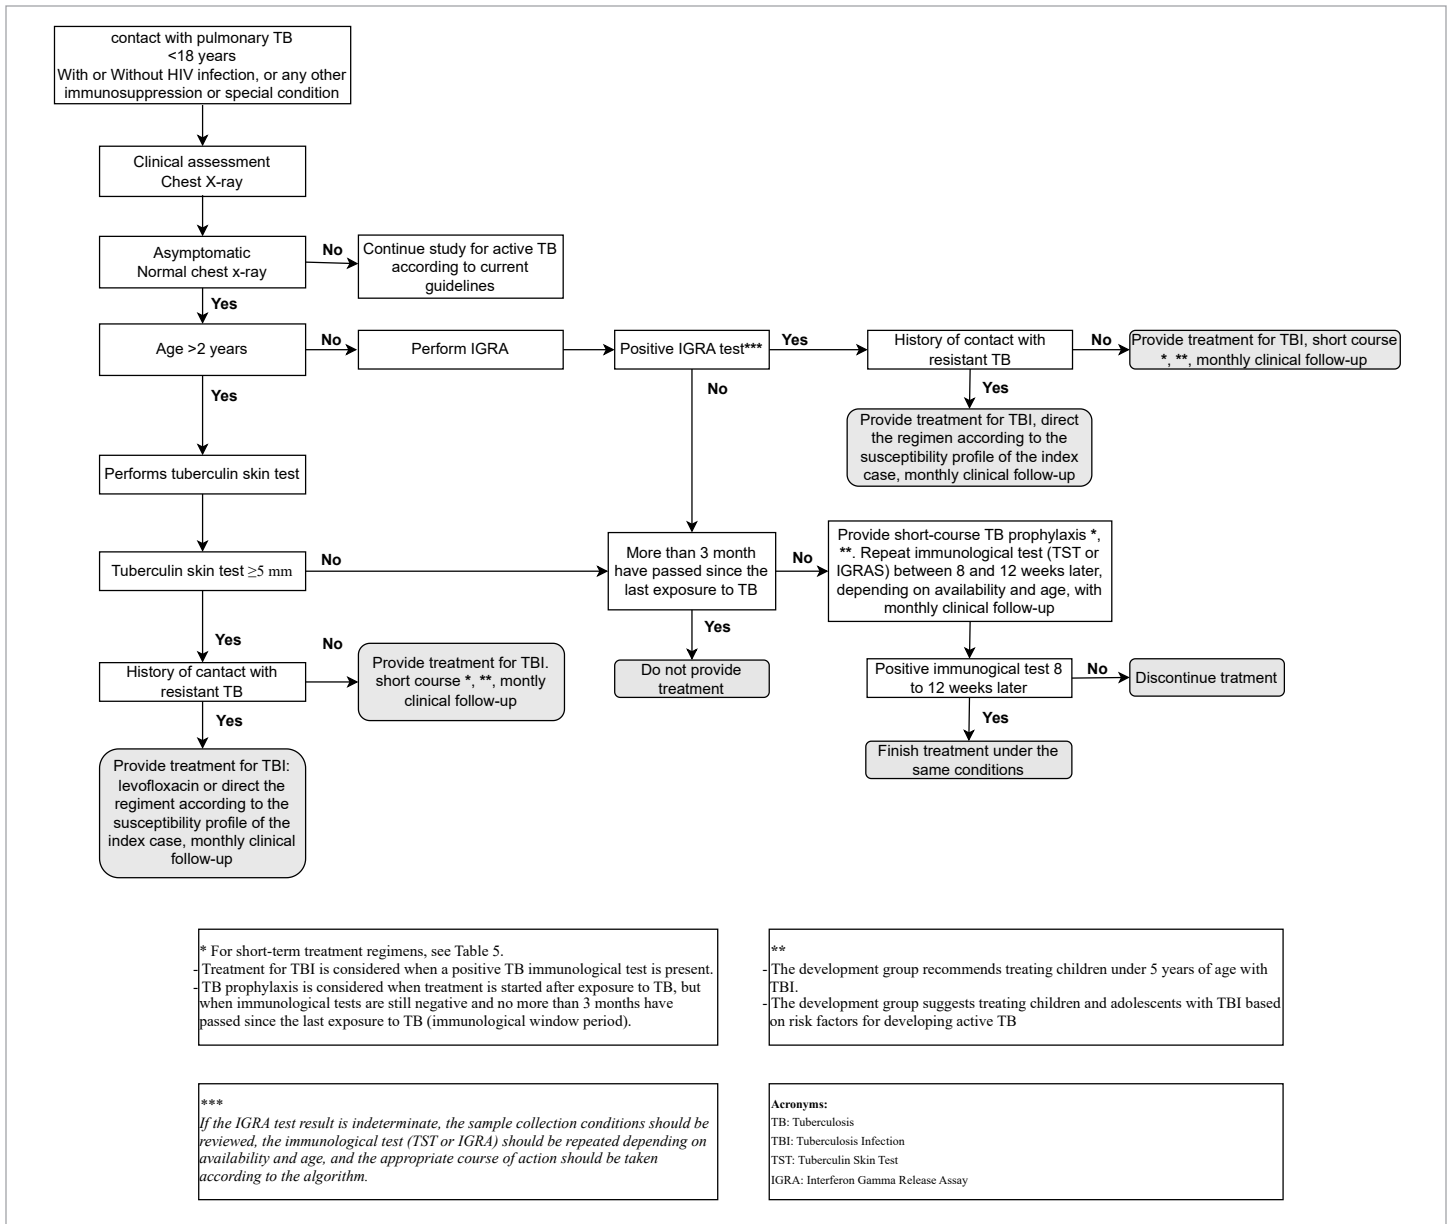 contact with pulmonary TB
<18 years
With or Without HIV infection, or any other
immunosuppression or special condition
Clinical assessment
Chest X-ray
Asymptomatic
Normal chest x-ray
No
Continue study for active TB
according to current
guidelines
Yes
Age >2 years
No
Perform IGRA
Positive IGRA test***
Yes
History of contact with
resistant TB
No
Provide treatment for TBI, short course
*, **, monthly clinical follow-up
Yes
No
Yes
Provide treatment for TBI, direct
the regimen according to the
susceptibility profile of the index
case, monthly clinical follow-up
Performs tuberculin skin test
Tuberculin skin test ≥5 mm
No
More than 3 month
have passed since the
last exposure to TB
No
Provide short-course TB prophylaxis *,
**. Repeat immunological test (TST or
IGRAS) between 8 and 12 weeks later,
depending on availability and age, with
monthly clinical follow-up
Yes
No
Yes
History of cantact with
resistant TB
Provide treatment for TBI.
short course *, **, montly
clinical follow-up
Do not provide
treatment
Positive immunogical test 8
to 12 weeks later
No
Discontinue tratment
Yes
Yes
Finish treatment under the
same conditions
Provide treatment for TBI:
levofloxacin or direct the
regiment according to the
susceptibility profile of the
index case, monthly clinical
follow-up
* For short-term treatment regimens, see Table 5.
- Treatment for TBI is considered when a positive TB immunological test is present.
- TB prophylaxis is considered when treatment is started after exposure to TB, but
when immunological tests are still negative and no more than 3 months have
passed since the last exposure to TB (immunological window period).
**
- The development group recommends treating children under 5 years of age with
TBI.
- The development group suggests treating children and adolescents with TBI based
on risk factors for developing active TB
***
If the IGRA test result is indeterminate, the sample collection conditions should be
reviewed, the immunological test (TST or IGRA) should be repeated depending on
availability and age, and the appropriate course of action should be taken
according to the algorithm.
Acronyms:
TB: Tuberculosis
TBI: Tuberculosis Infection
TST: Tuberculin Skin Test
IGRA: Interferon Gamma Release Assay